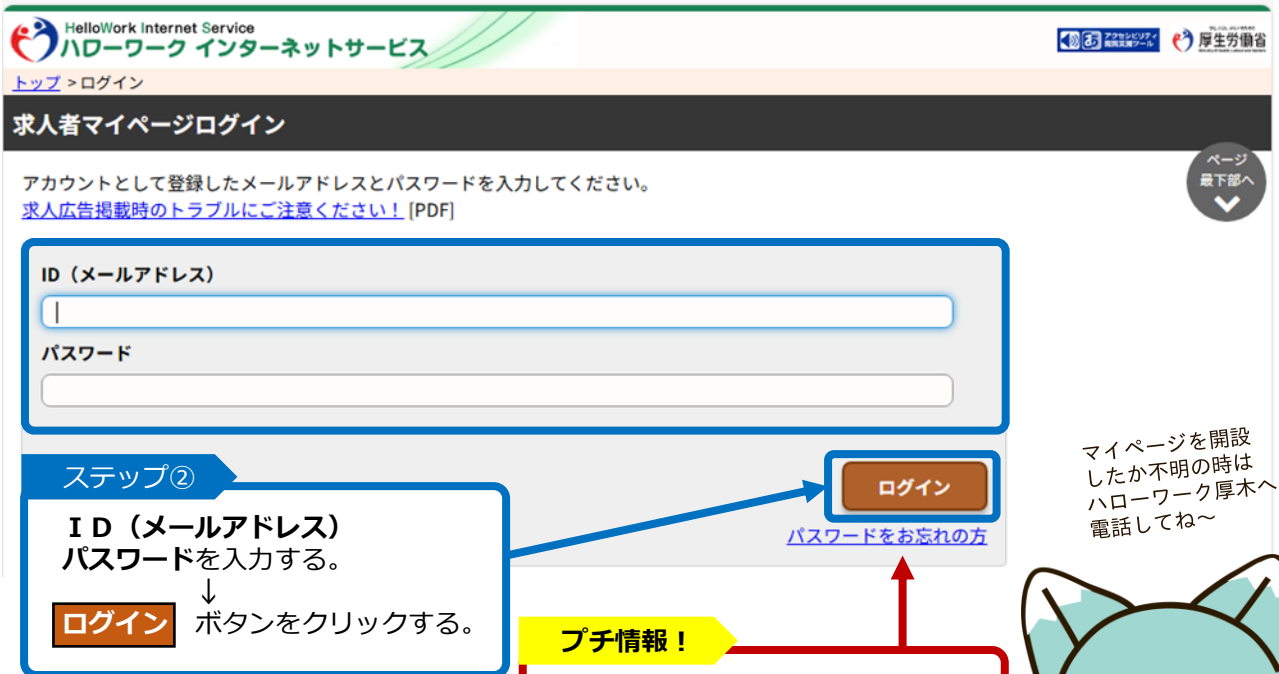 HelloWork Internet Service
ハローワーク インターネットサービス
アクセシビリティ
閲覧支援ツール
厚生労働省
トップ >ログイン
求人者マイページログイン
ページ
最下部へ
アカウントとして登録したメールアドレスとパスワードを入力してください。
求人広告掲載時のトラブルにご注意ください！ [PDF]
ID（メールアドレス）
パスワード
ログイン
パスワードをお忘れの方
マイページを開設
したか不明の時は
ハローワーク厚木へ
電話してね～
ステップ②
ＩＤ（メールアドレス）
パスワードを入力する。
↓
ログイン ボタンをクリックする。
プチ情報！